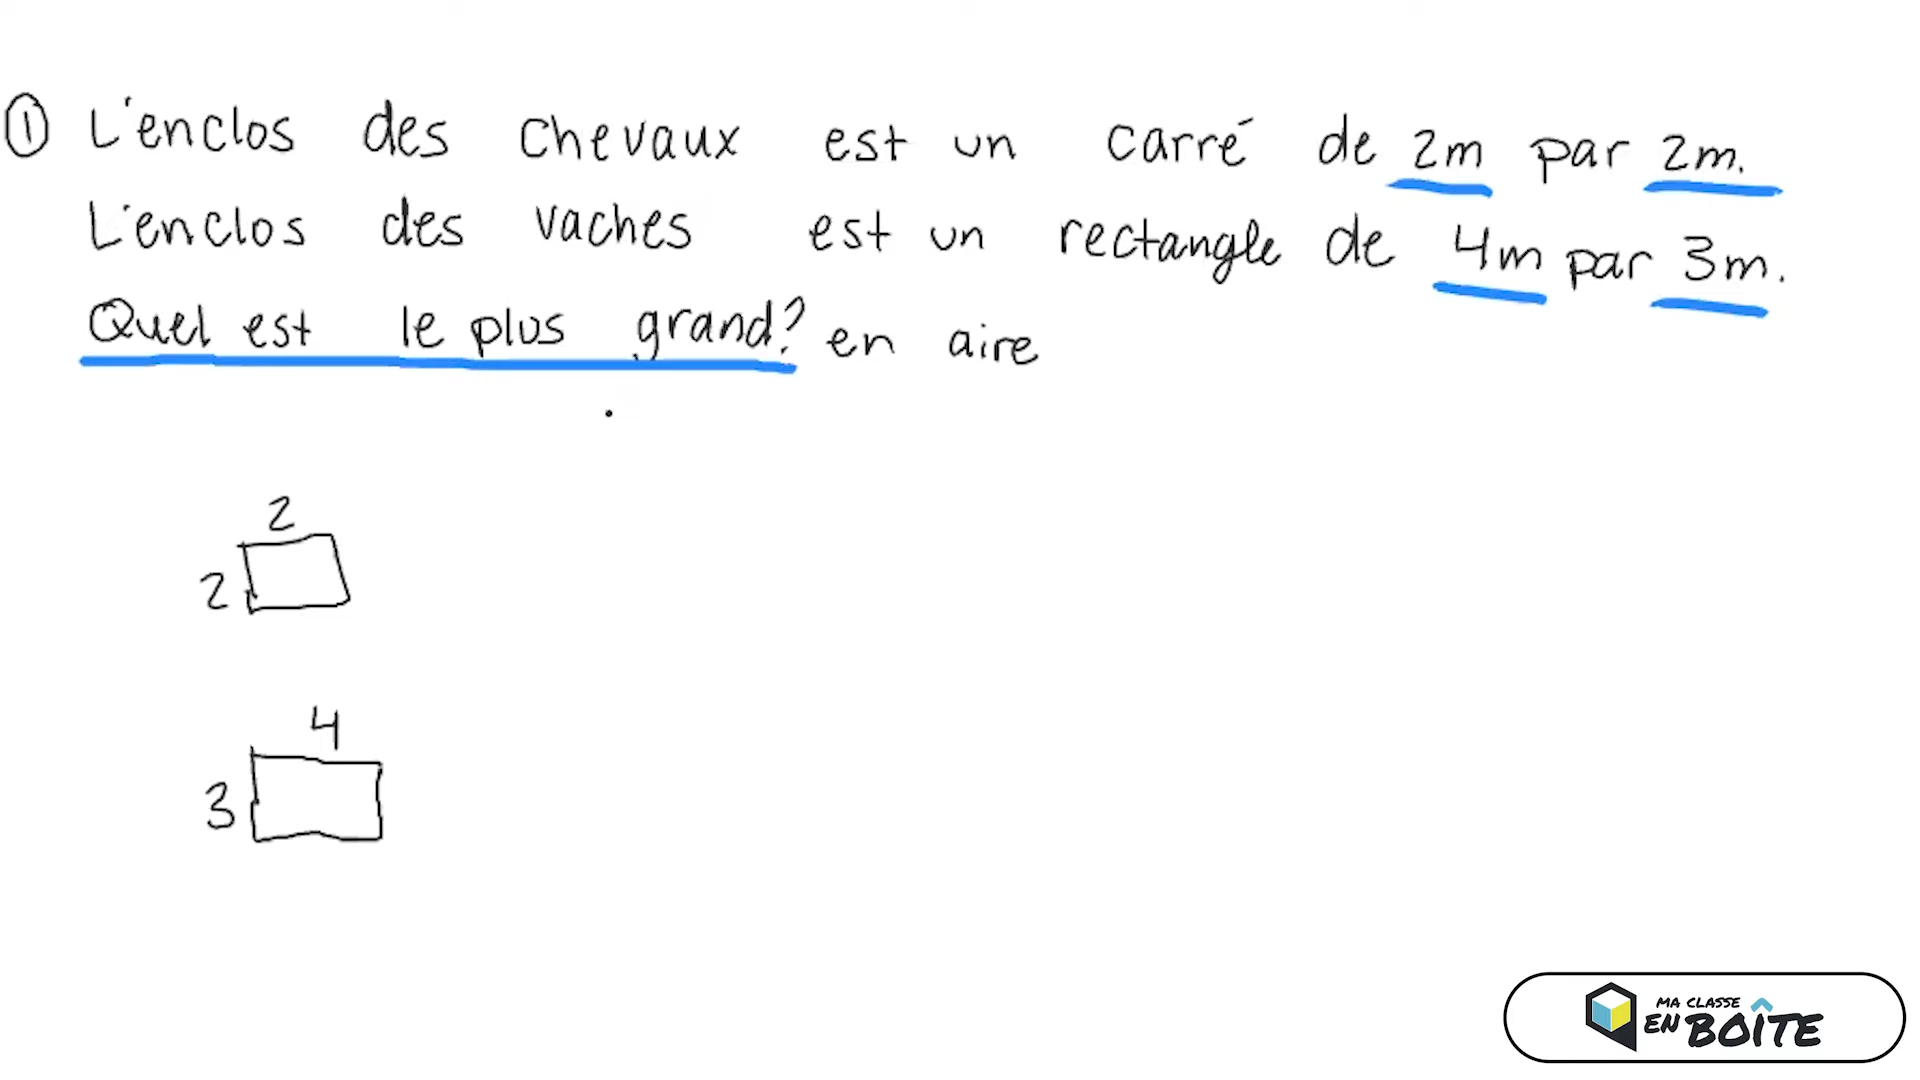 ① L'enclos des chevaux est un carré de 2m par 2m.
L'enclos des vaches est un rectangle de 4m par 3m.
Quel est le plus grand? en aire
2
2
4
3
MA CLASSE
EN BOÎTE